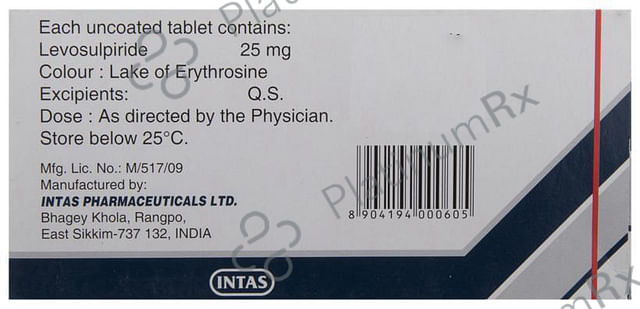 Each uncoated tablet contains:
Levosulpiride 25 mg
Colour : Lake of Erythrosine
Excipients: Q.S.
Dose : As directed by the Physician.
Store below 25°C.
Mfg. Lic. No.: M/517/09
Manufactured by:
INTAS PHARMACEUTICALS LTD.
Bhagey Khola, Rangpo,
East Sikkim-737 132, INDIA
8 904194 000605
INTAS
PlatinumRx